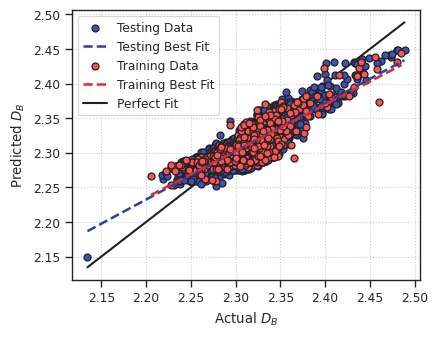 2.50
2.45
2.40
2.35
2.30
2.25
2.20
2.15
Predicted D_B
Testing Data
Testing Best Fit
Training Data
Training Best Fit
Perfect Fit
2.15 2.20 2.25 2.30 2.35 2.40 2.45 2.50
Actual D_B